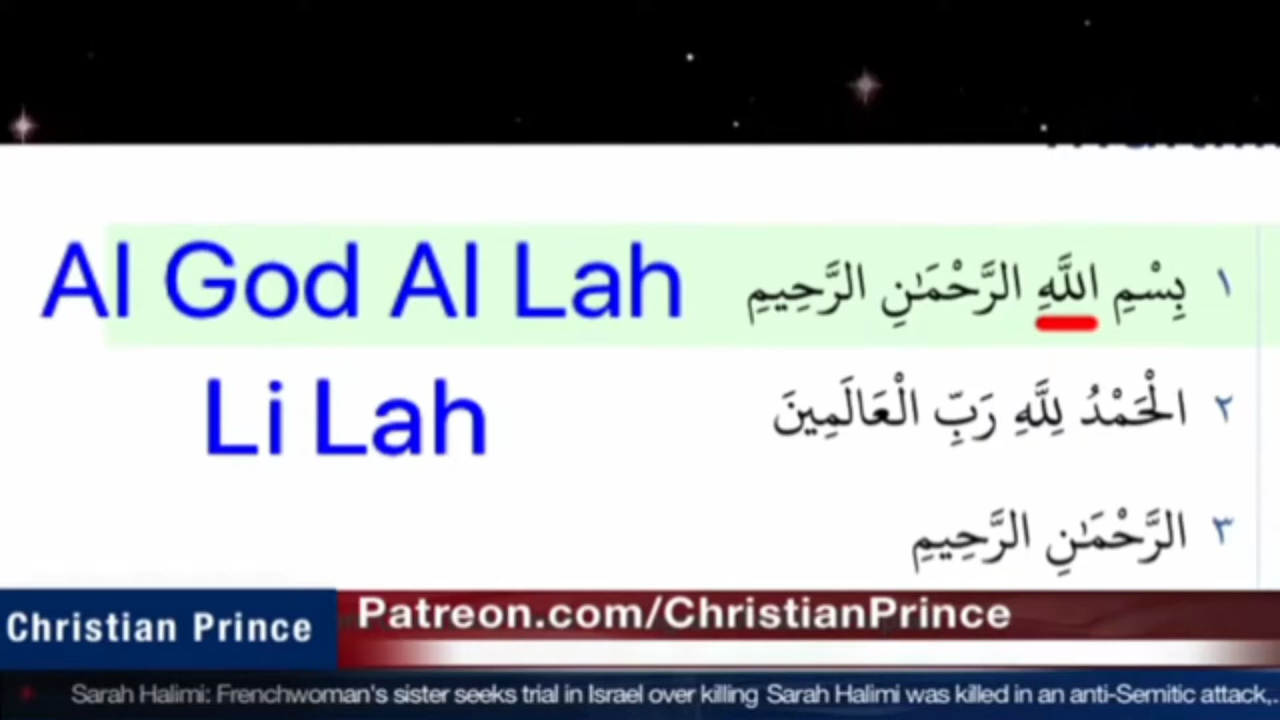 Al God Al Lah
بِسْمِ اللَّهِ الرَّحْمَٰنِ الرَّحِيمِ ١
Li Lah
الْحَمْدُ لِلَّهِ رَبِّ الْعَالَمِينَ ٢
الرَّحْمَٰنِ الرَّحِيمِ ٣
Christian Prince
Patreon.com/ChristianPrince
Sarah Halimi: Frenchwoman's sister seeks trial in Israel over killing Sarah Halimi was killed in an anti-Semitic attack,.